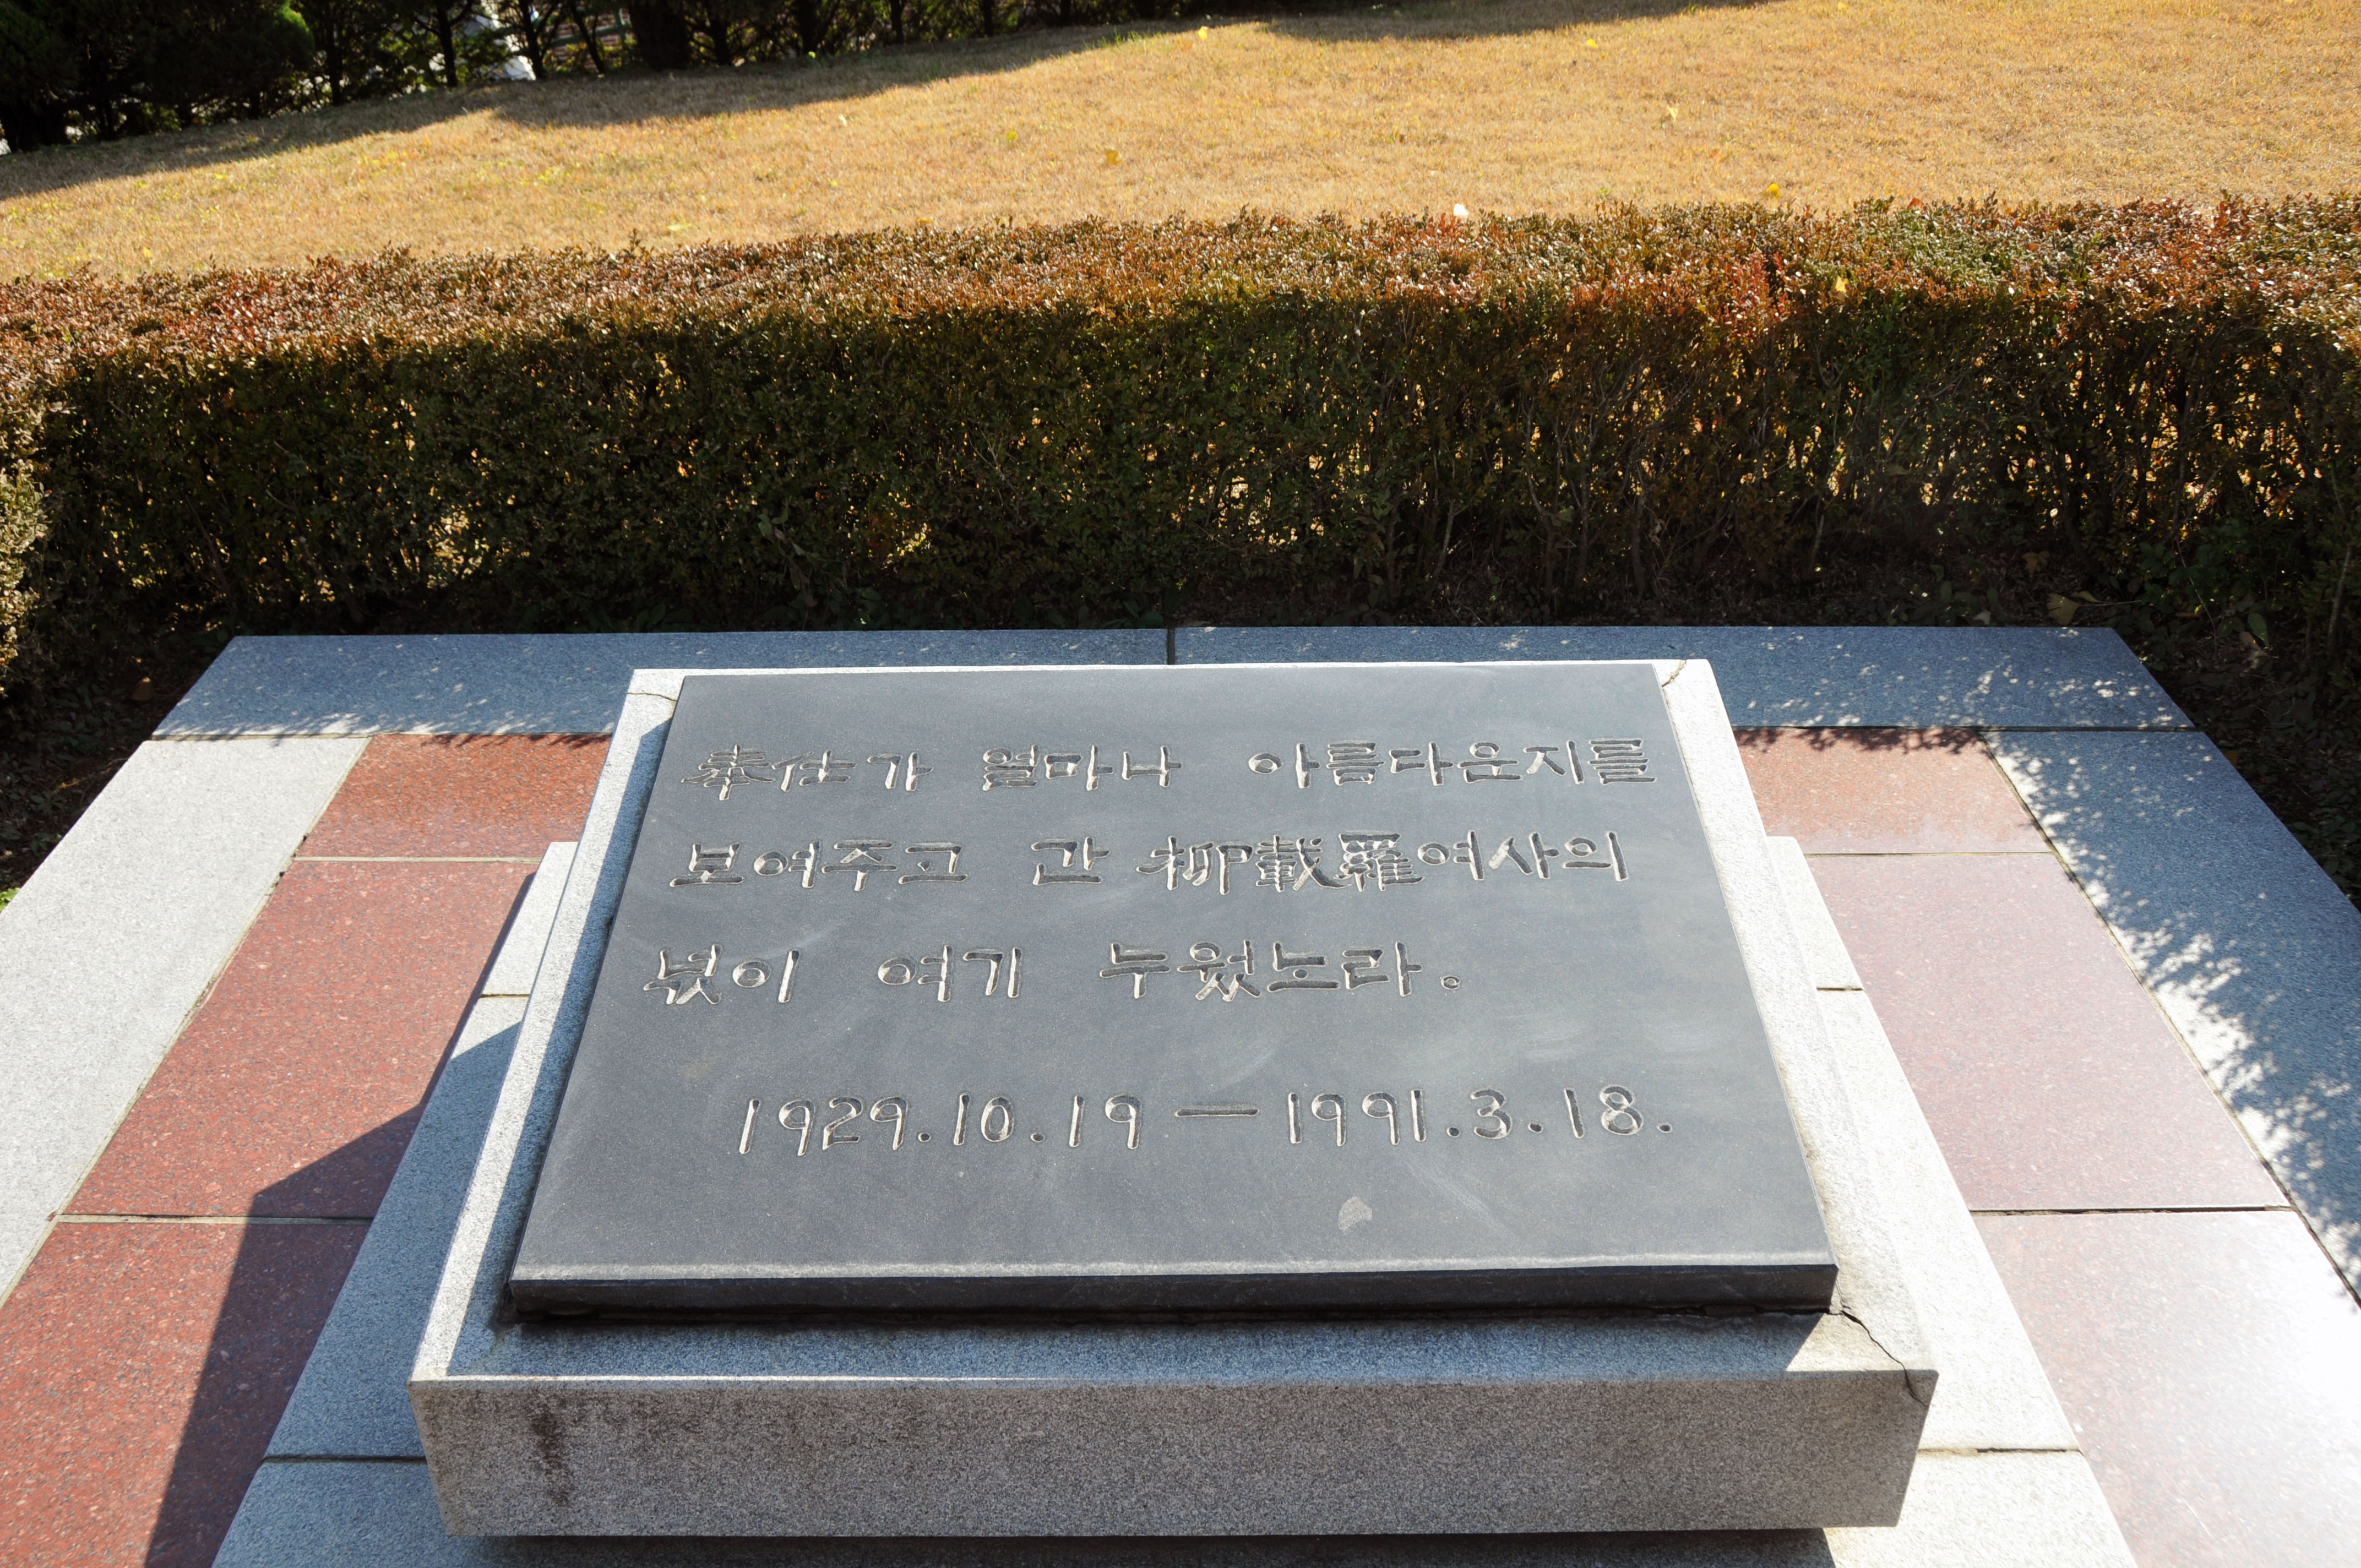 奉仕가 얼마나 아름다운지를
보여주고 간 柳載羅여사의
넋이 여기 누웠노라.
1929.10.19 — 1991.3.18.